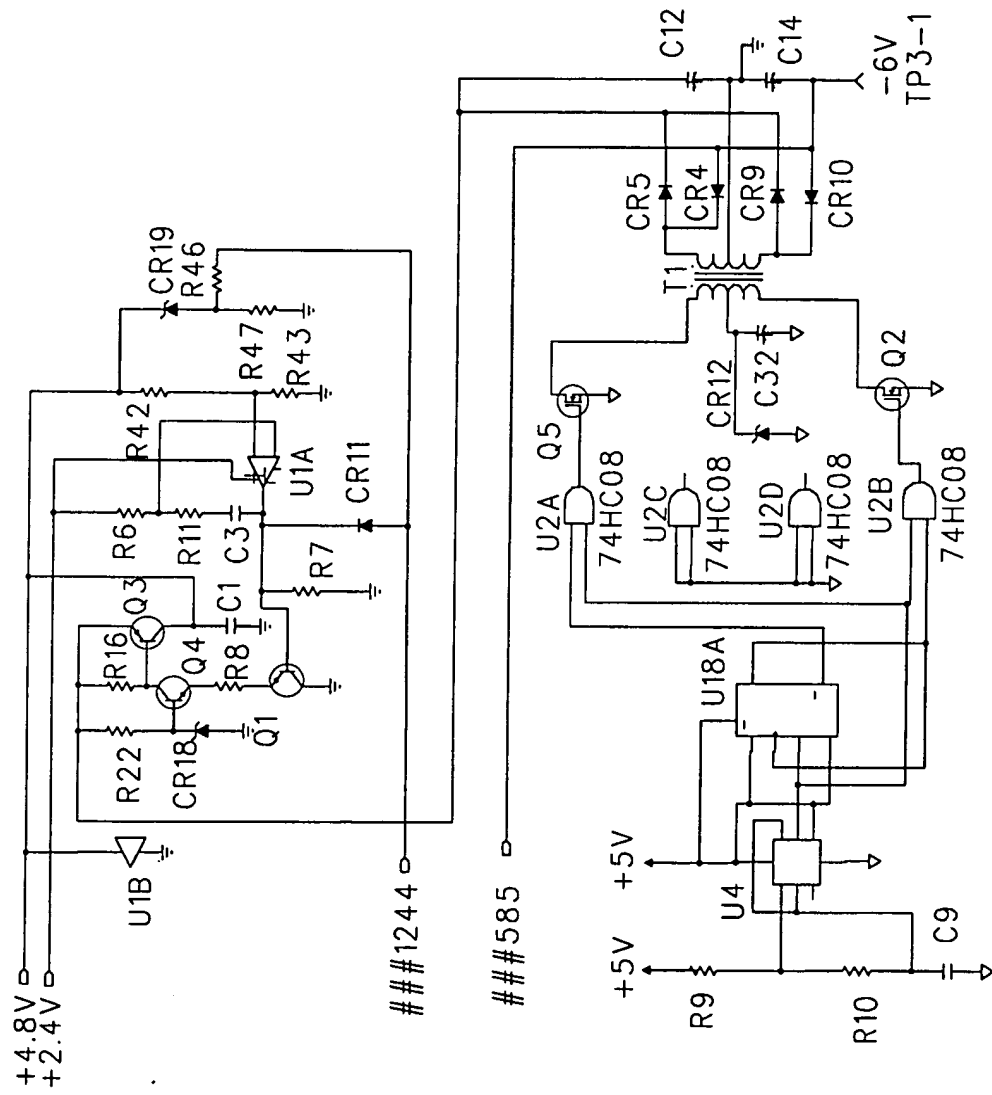 +4.8V
+2.4V
U1B
R22
CR18
Q1
R16
Q4
R8
Q3
C1
R6
R11
C3
R7
R42
U1A
CR11
R47
R43
CR19
R46
###1244
###585
+5V
+5V
R9
R10
C9
U4
U18A
U2A
74HC08
U2C
74HC08
U2D
74HC08
U2B
74HC08
Q5
Q2
CR12
C32
T1
CR5
CR4
CR9
CR10
C12
C14
-6V
TP3-1